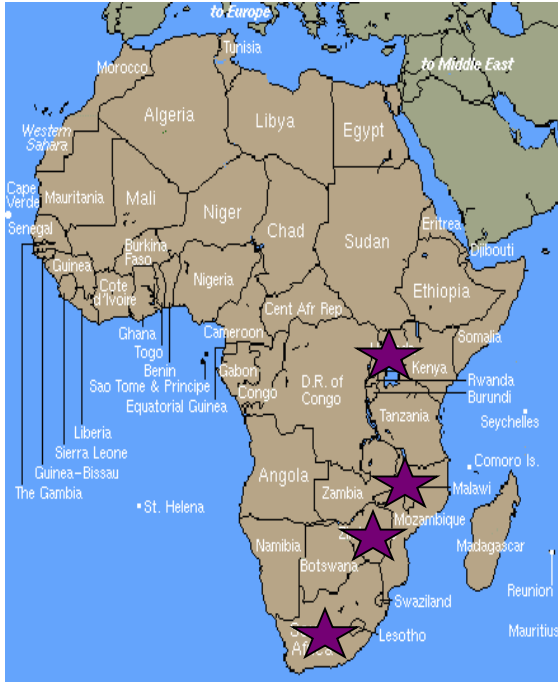 to Europe
Tunisia
Morocco
to Middle East
Algeria
Libya
Egypt
Western
Sahara
Cape
Verde
Mauritania
Mali
Niger
Chad
Sudan
Eritrea
Senegal
Djibouti
Burkina
Faso
Guinea
Nigeria
Cote
d'Ivoire
Ethiopia
Cent Afr Rep
Somalia
Ghana
Cameroon
Togo
Benin
Gabon
Kenya
Sao Tome & Principe
D.R. of
Congo
Rwanda
Congo
Burundi
Equatorial Guinea
Tanzania
Seychelles
Liberia
Sierra Leone
Guinea-Bissau
Comoro Is.
The Gambia
Angola
Zambia
Malawi
St. Helena
Mozambique
Namibia
Madagascar
Botswana
Reunion
Swaziland
Lesotho
Mauritius